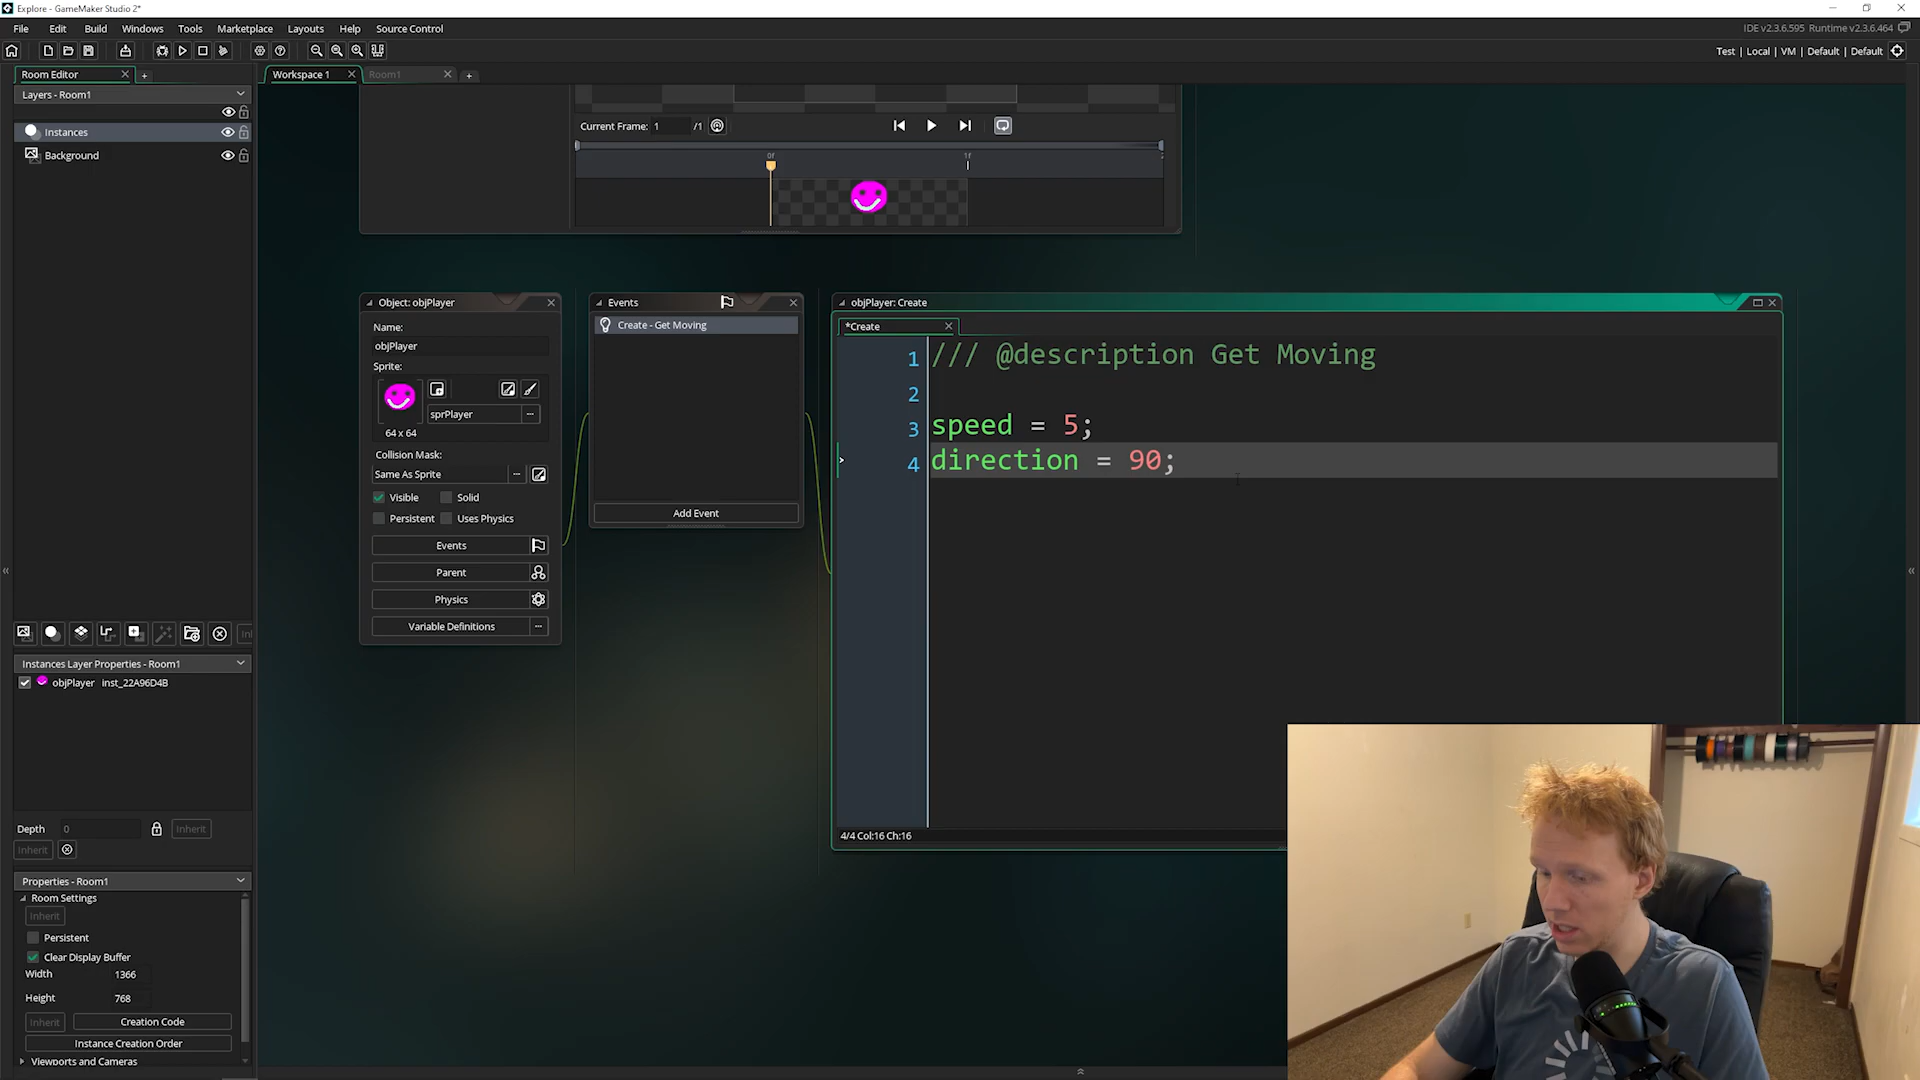 Explore - GameMaker Studio 2*
File Edit Build Windows Tools Marketplace Layouts Help Source Control
IDE v2.3.6.595 Runtime v2.3.6.464
Test | Local | VM | Default | Default
Room Editor
Workspace 1
Room1
Layers - Room1
Instances
Background
Current Frame: 1 /1
0f
1f
Object: objPlayer
Name:
objPlayer
Sprite:
sprPlayer
64 x 64
Collision Mask:
Same As Sprite
Visible
Solid
Persistent
Uses Physics
Events
Parent
Physics
Variable Definitions
Events
Create - Get Moving
Add Event
objPlayer: Create
*Create
1 /// @description Get Moving
2
3 speed = 5;
4 direction = 90;
4/4 Col:16 Ch:16
Instances Layer Properties - Room1
objPlayer inst_22A96D4B
Depth 0 Inherit
Inherit
Properties - Room1
Room Settings
Inherit
Persistent
Clear Display Buffer
Width 1366
Height 768
Inherit Creation Code
Instance Creation Order
Viewports and Cameras